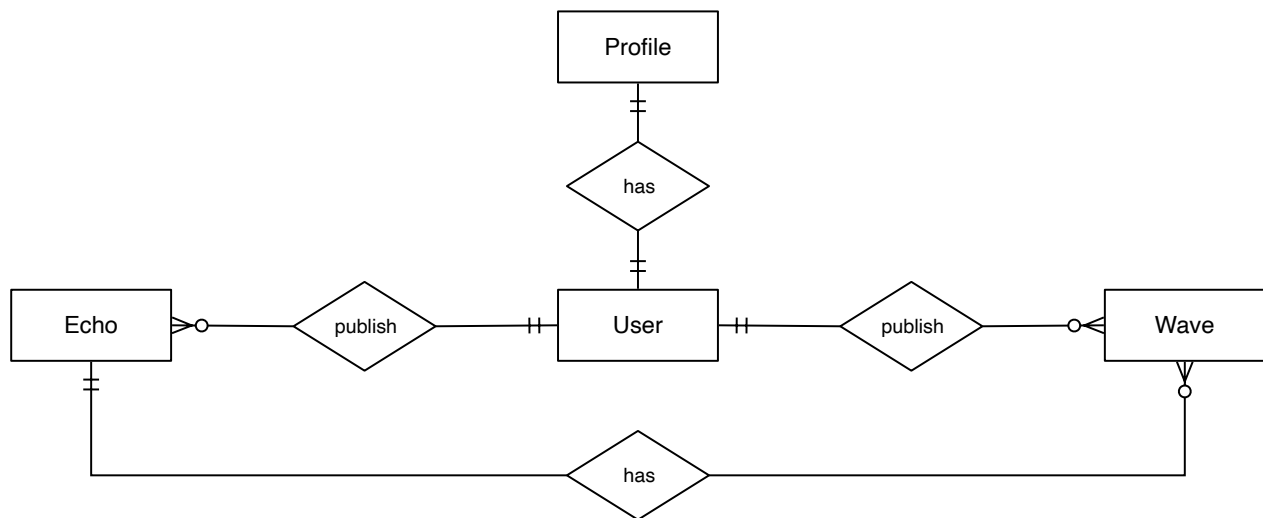 Profile
has
Echo
publish
User
publish
Wave
has